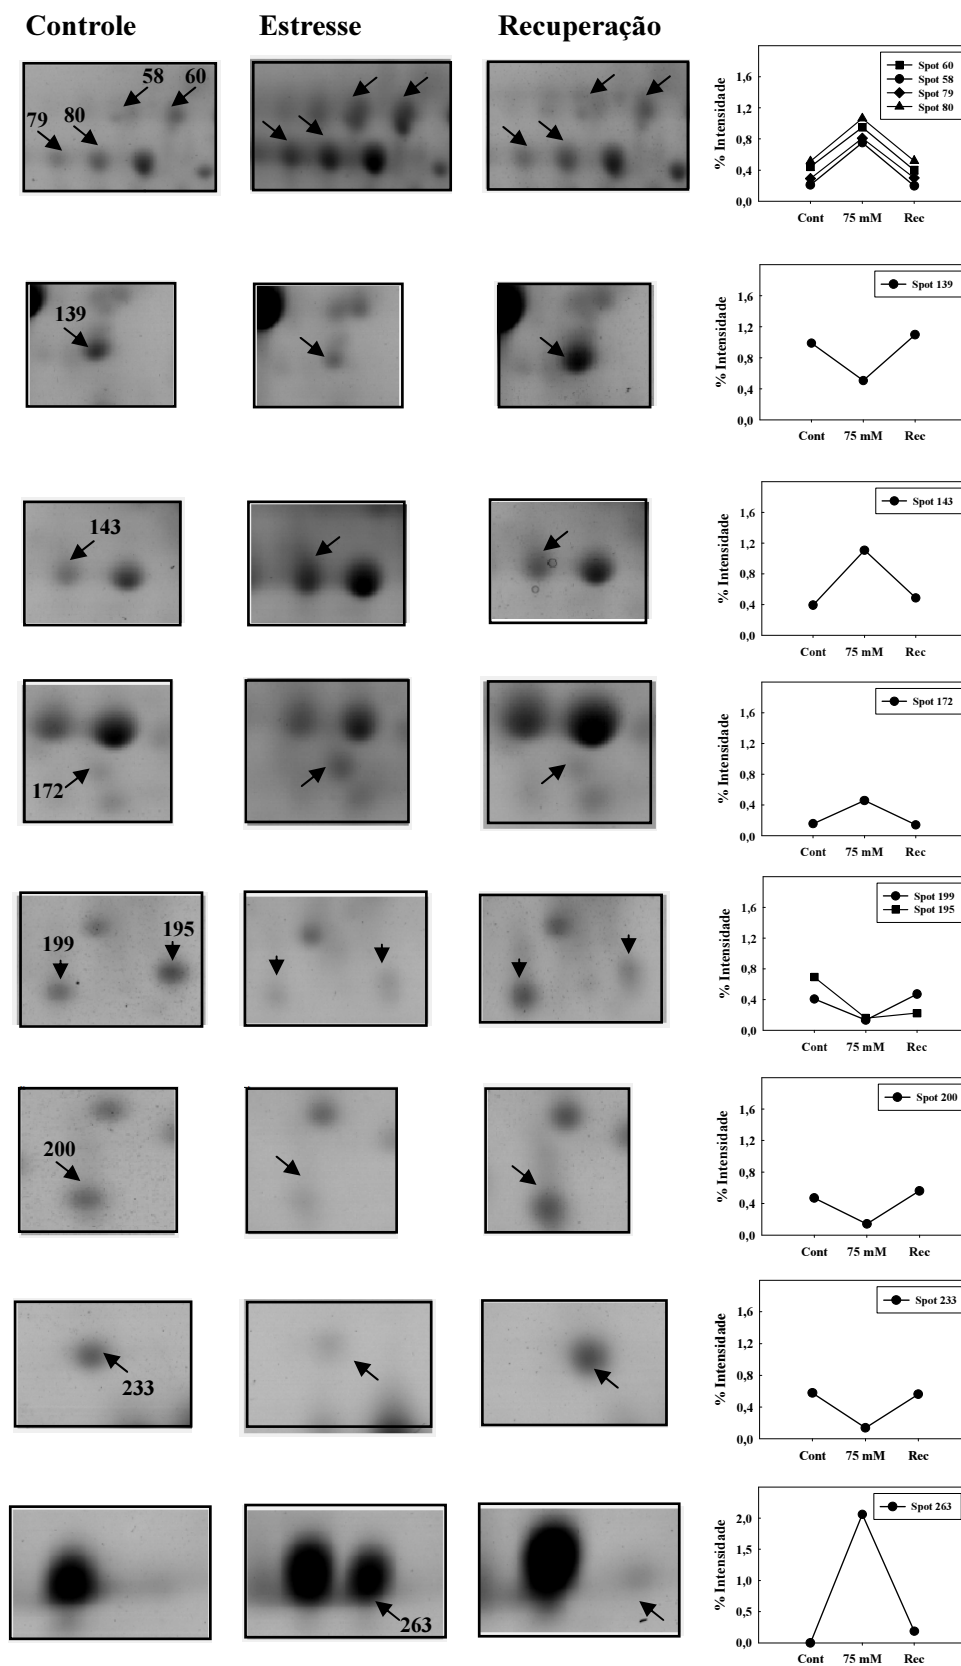 Controle Estresse Recuperação
58 60
79 80
% Intensidade
1,6
1,2
0,8
0,4
0,0
Cont 75 mM Rec
Spot 60
Spot 58
Spot 79
Spot 80
139
% Intensidade
1,6
1,2
0,8
0,4
0,0
Cont 75 mM Rec
Spot 139
143
% Intensidade
1,6
1,2
0,8
0,4
0,0
Cont 75 mM Rec
Spot 143
172
% Intensidade
1,6
1,2
0,8
0,4
0,0
Cont 75 mM Rec
Spot 172
199 195
% Intensidade
1,6
1,2
0,8
0,4
0,0
Cont 75 mM Rec
Spot 199
Spot 195
200
% Intensidade
1,6
1,2
0,8
0,4
0,0
Cont 75 mM Rec
Spot 200
233
% Intensidade
1,6
1,2
0,8
0,4
0,0
Cont 75 mM Rec
Spot 233
263
% Intensidade
2,0
1,5
1,0
0,5
0,0
Cont 75 mM Rec
Spot 263